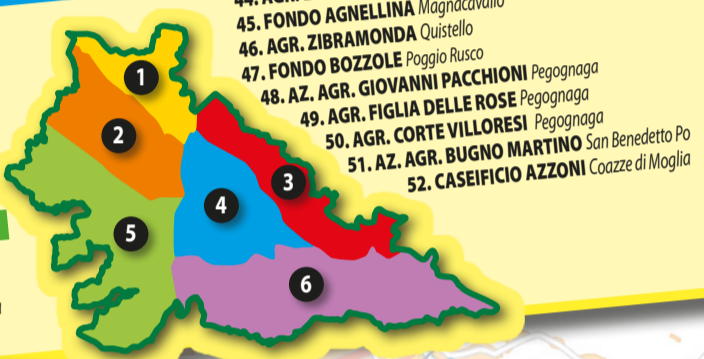 45. FONDO AGNELLINA Magnacavallo
46. AGR. ZIBRAMONDA Quistello
47. FONDO BOZZOLE Poggio Rusco
48. AZ. AGR. GIOVANNI PACCHIONI Pegognaga
49. AGR. FIGLIA DELLE ROSE Pegognaga
50. AGR. CORTE VILLORESI Pegognaga
51. AZ. AGR. BUGNO MARTINO San Benedetto Po
52. CASEIFICIO AZZONI Coazze di Moglia
1
2
3
4
5
6